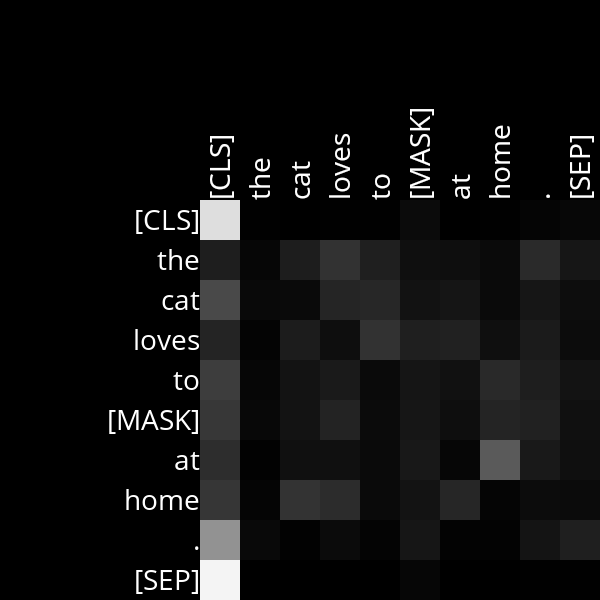 [CLS] the cat loves to [MASK] at home . [SEP]
[CLS]
the
cat
loves
to
[MASK]
at
home
.
[SEP]